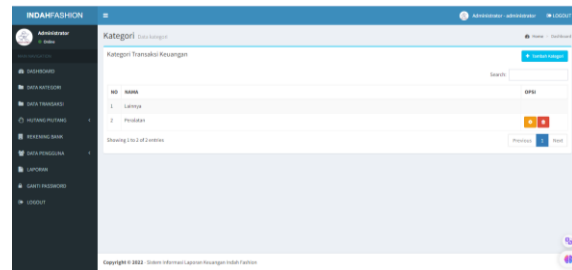 INDAHFASHION
Administrator - administrator LOGOUT
Administrator
Online
Kategori Data kategori
Home
Kategori Transaksi Keuangan
Tambah Kategori
DASHBOARD
DATA KATEGORI
DATA TRANSAKSI
HUTANG PIUTANG
REKENING BANK
DATA PENGGUNA
LAPORAN
GANTI PASSWORD
LOGOUT
Search:
NO NAMA OPSI
1 Lainnya
2
Showing 1 to 2 of 2 entries
Previous 1 Next
Copyright © 2022 - Sistem Informasi Laporan Keuangan Indah Fashion